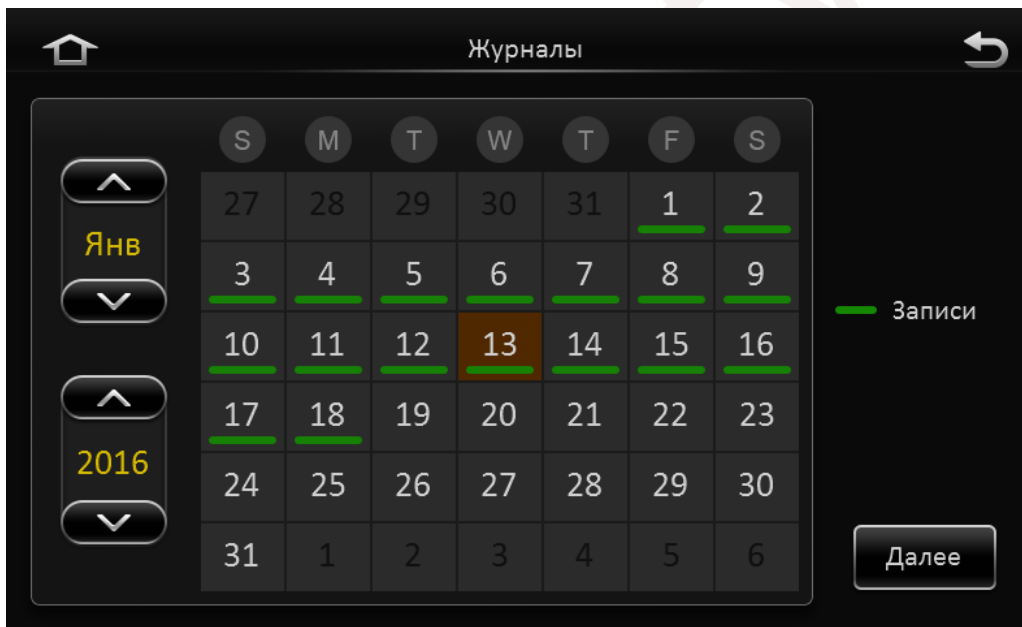 Журналы
S M T W T F S
27 28 29 30 31 1 2
Янв
3 4 5 6 7 8 9
Записи
10 11 12 13 14 15 16
17 18 19 20 21 22 23
2016
24 25 26 27 28 29 30
31 1 2 3 4 5 6
Далее